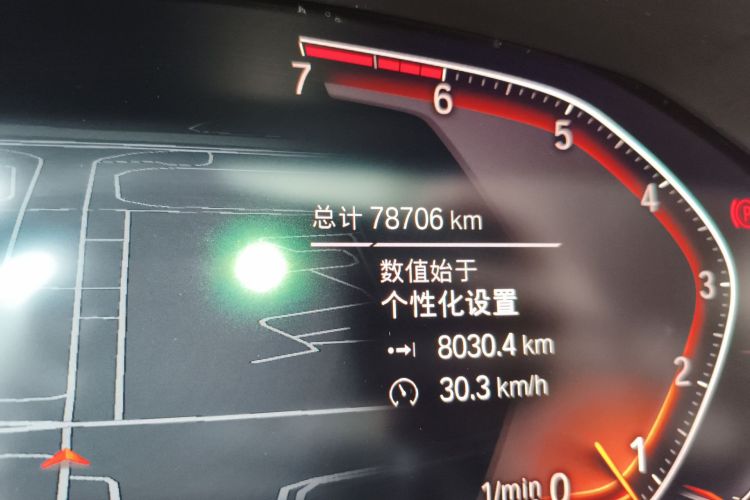 7
6
5
4
3
2
1
1/min 0
总计 78706 km
数值始于
个性化设置
8030.4 km
30.3 km/h
(P)